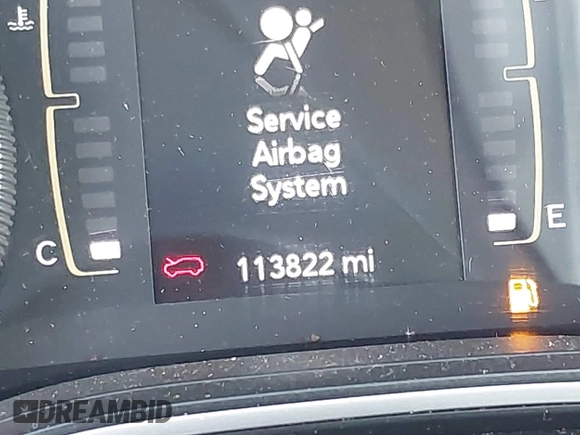 Service
Airbag
System
C
E
113822 mi
DREAMBID